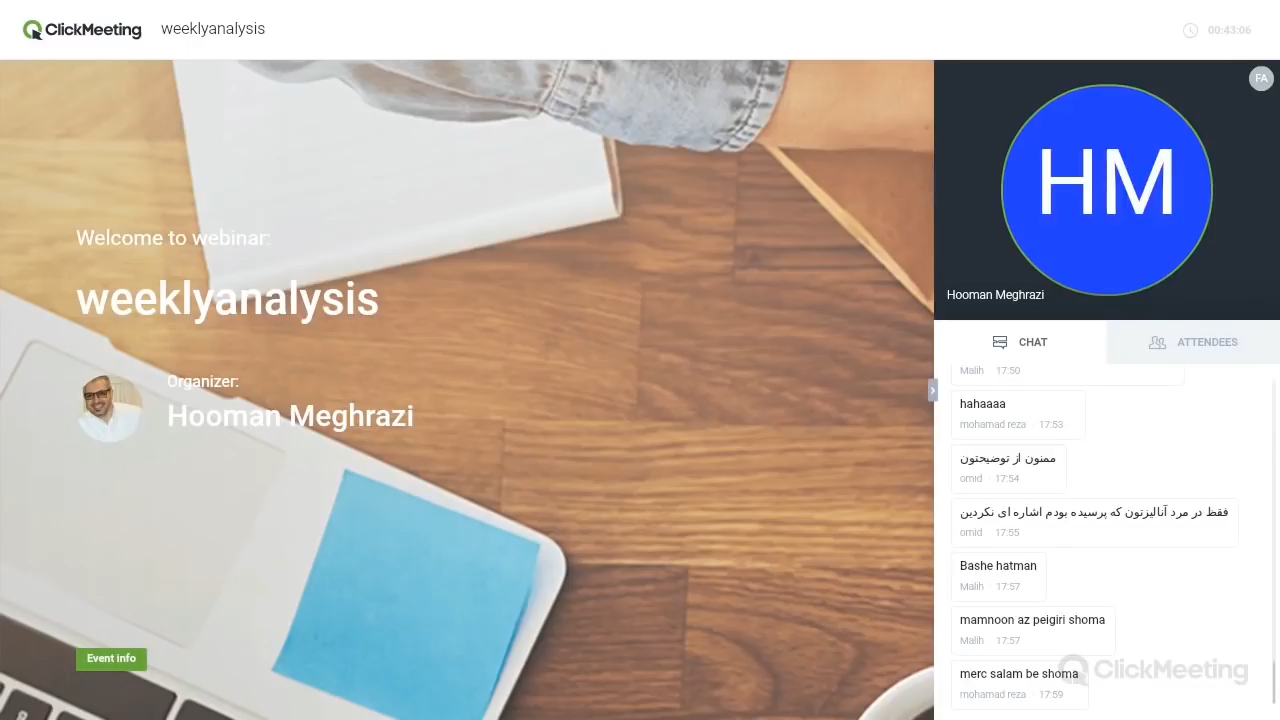 ClickMeeting
weeklyanalysis
00:43:06
FA
HM
Hooman Meghrazi
Welcome to webinar:
weeklyanalysis
Organizer:
Hooman Meghrazi
Event info
CHAT
ATTENDEES
Malih 17:50
hahaaaa
mohamad reza · 17:53
ممنون از توضیحتون
omid · 17:54
فقط در مرد آنالیزتون که پرسیده بودم اشاره ای نکردین
omid 17:55
Bashe hatman
Malih 17:57
mamnoon az peigiri shoma
Malih 17:57
merc salam be shoma
mohamad reza · 17:59
ClickMeeting